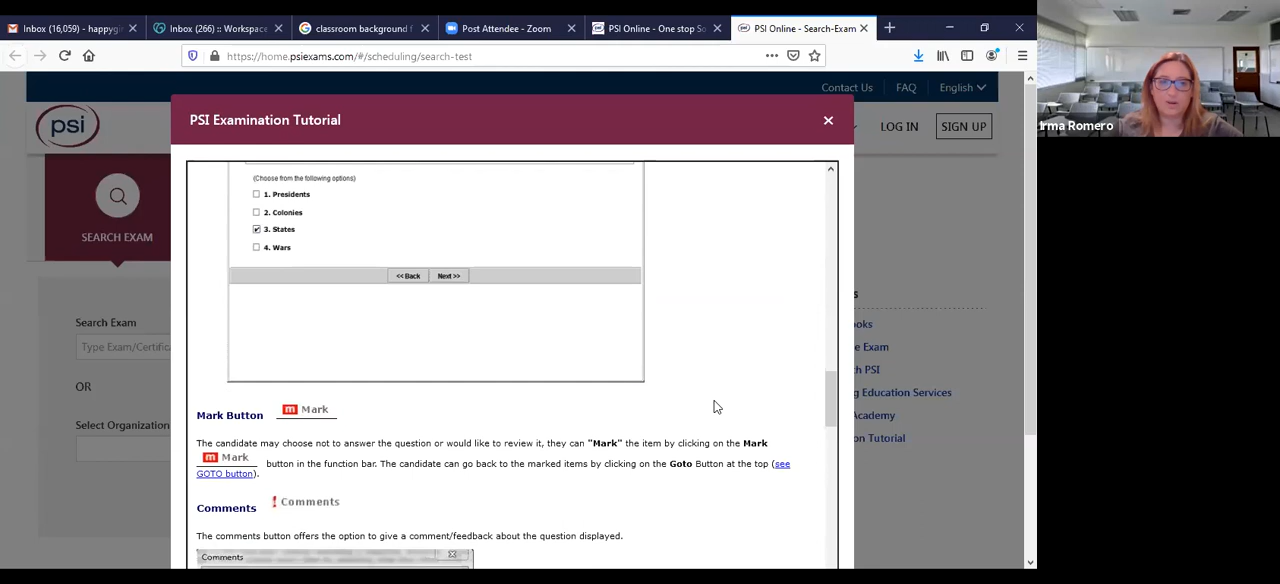 Inbox (16,059) - happygi
Inbox (266) :: Workspace
classroom background f
Post Attendee - Zoom
PSI Online - One stop So
PSI Online - Search-Exam
https://home.psiexams.com/#/scheduling/search-test
Contact Us
FAQ
English
psi
LOG IN
SIGN UP
Irma Romero
PSI Examination Tutorial
SEARCH EXAM
Search Exam
Type Exam/Certifica
OR
Select Organization
(Choose from the following options)
1. Presidents
2. Colonies
3. States
4. Wars
<< Back
Next >>
Mark Button
m Mark
The candidate may choose not to answer the question or would like to review it, they can "Mark" the item by clicking on the Mark
m Mark button in the function bar. The candidate can go back to the marked items by clicking on the Goto Button at the top (see
GOTO button).
Comments
! Comments
The comments button offers the option to give a comment/feedback about the question displayed.
Comments
s
ooks
e Exam
ct PSI
g Education Services
Academy
on Tutorial